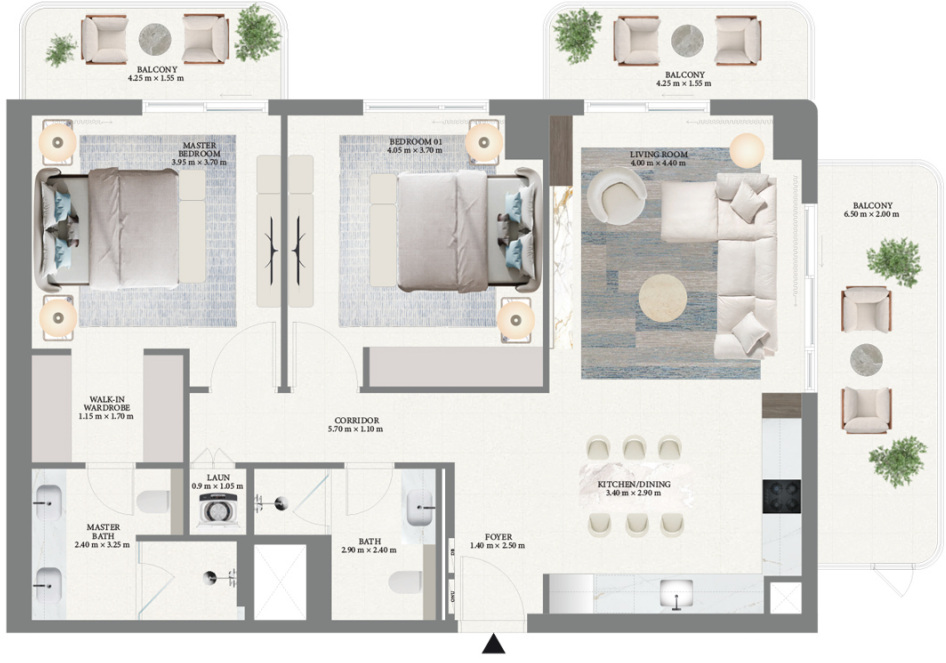 BALCONY
4.25 m × 1.55 m
BALCONY
4.25 m × 1.55 m
MASTER
BEDROOM
3.95 m × 3.70 m
BEDROOM 01
4.05 m × 3.70 m
LIVING ROOM
4.00 m × 4.40 m
BALCONY
6.50 m × 2.00 m
WALK-IN
WARDROBE
1.15 m × 1.70 m
CORRIDOR
5.70 m × 1.10 m
LAUN
0.9 m × 1.05 m
KITCHEN/DINING
3.40 m × 2.90 m
MASTER
BATH
2.40 m × 3.25 m
BATH
2.90 m × 2.40 m
FOYER
1.40 m × 2.50 m